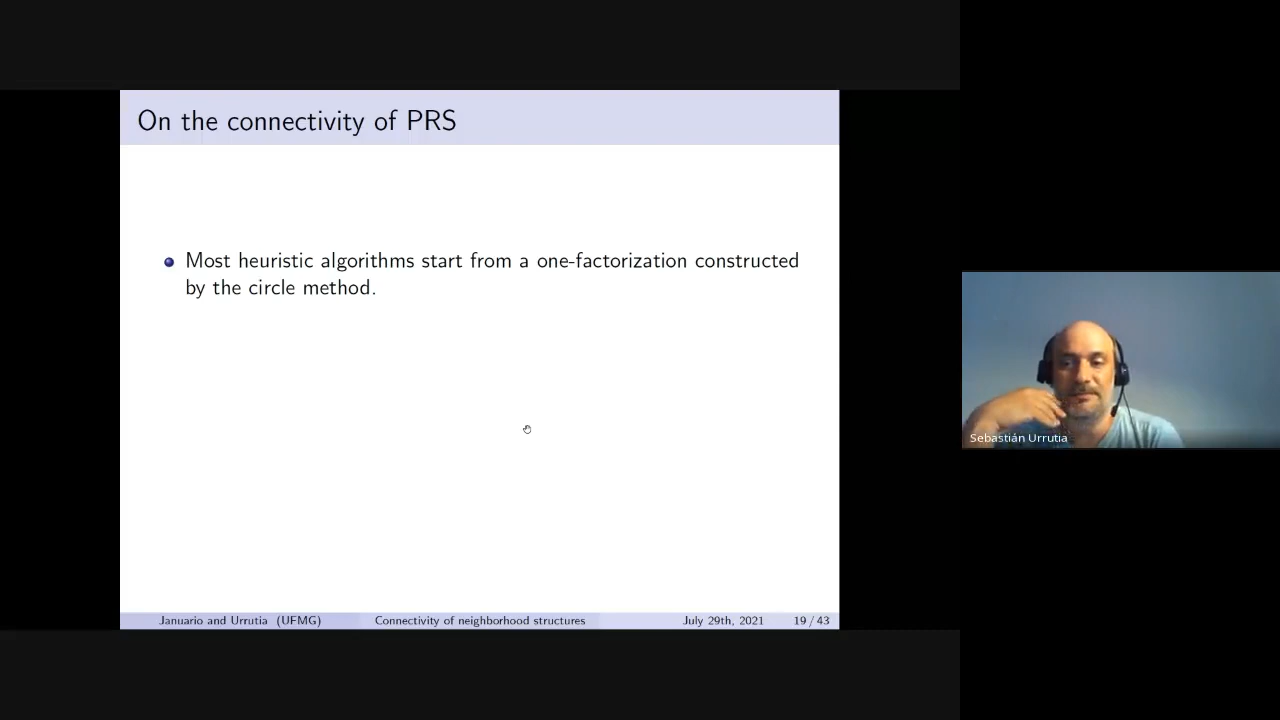 On the connectivity of PRS
Most heuristic algorithms start from a one-factorization constructed
by the circle method.
Sebastián Urrutia
Januario and Urrutia (UFMG) Connectivity of neighborhood structures July 29th, 2021 19 / 43